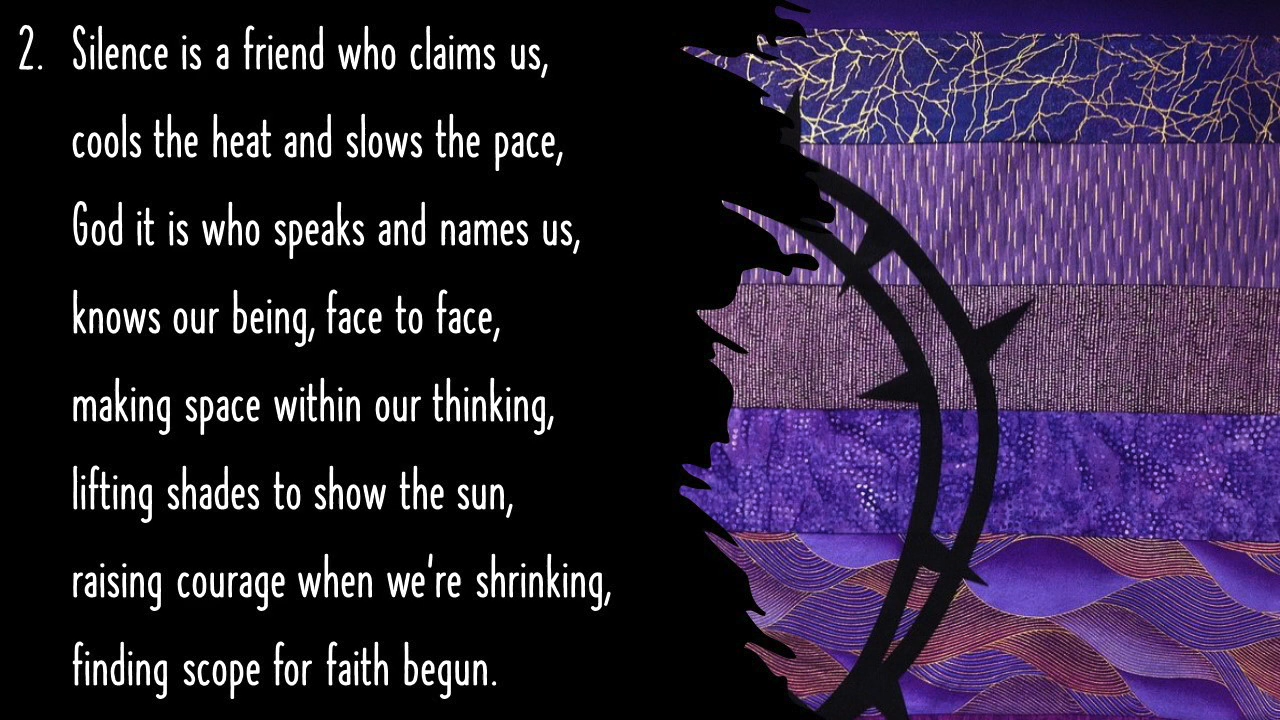 2. Silence is a friend who claims us,
cools the heat and slows the pace,
God it is who speaks and names us,
knows our being, face to face,
making space within our thinking,
lifting shades to show the sun,
raising courage when we're shrinking,
finding scope for faith begun.